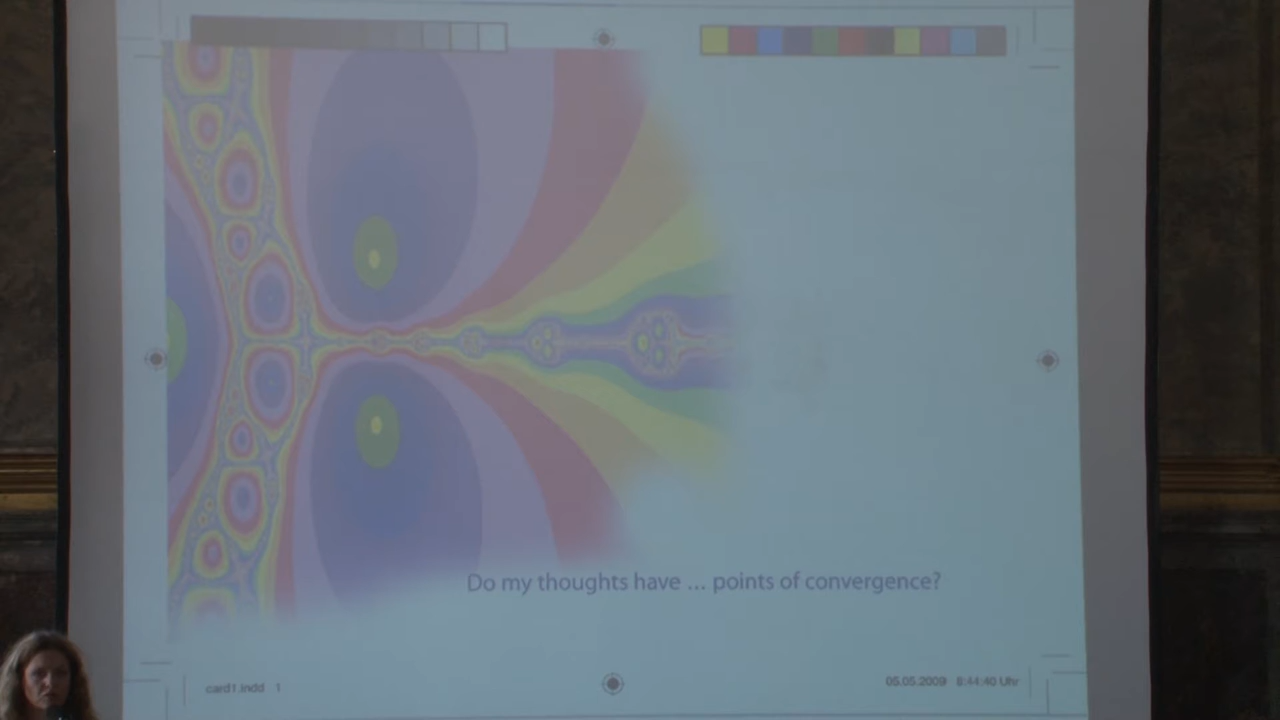 Do my thoughts have ... points of convergence?
card1.indd 1
05.05.2009 8:44:40 Uhr